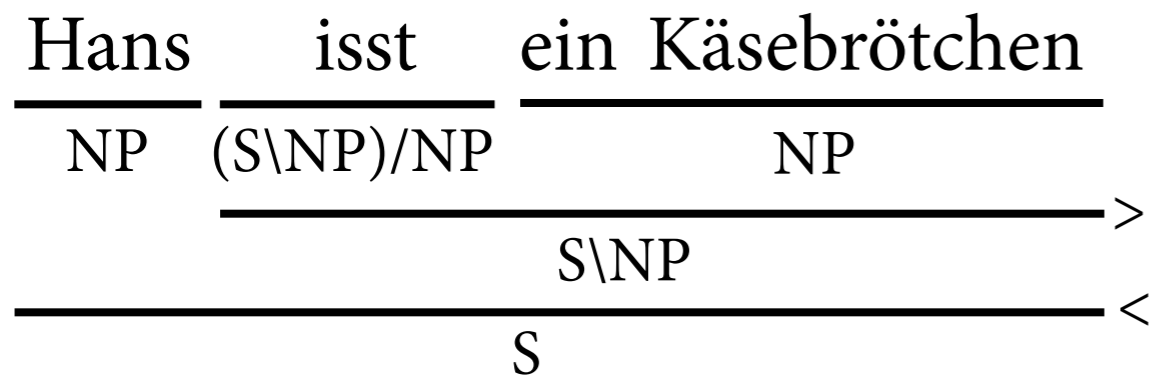 Hans isst ein Käsebrötchen
NP (S\NP)/NP NP
>
S\NP
<
S